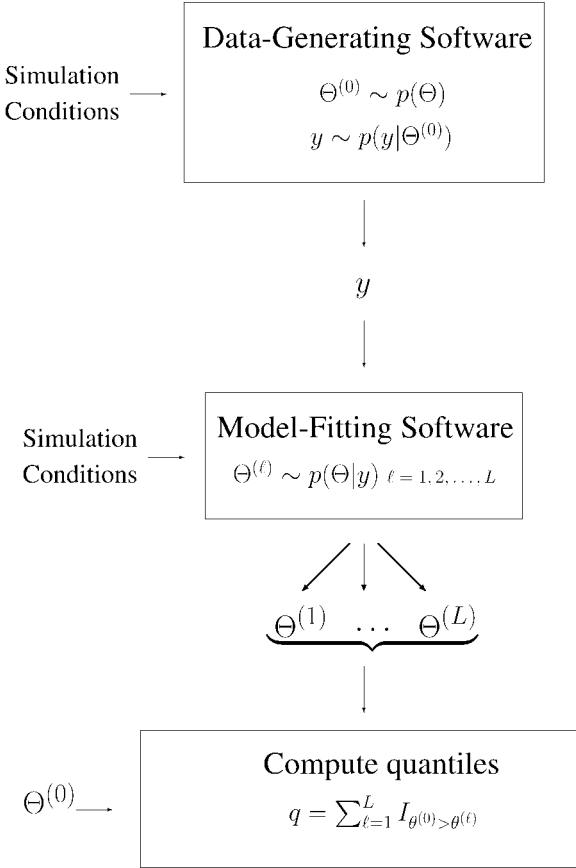 Data-Generating Software
Simulation
Conditions
Θ^(0) ∼ p(Θ)
y ∼ p(y|Θ^(0))
y
Model-Fitting Software
Simulation
Conditions
Θ^(ℓ) ∼ p(Θ|y) ℓ = 1, 2, . . . , L
Θ^(1) . . . Θ^(L)
Compute quantiles
Θ^(0)
q = ∑_{ℓ=1}^{L} I_{θ^(0)>θ^(ℓ)}